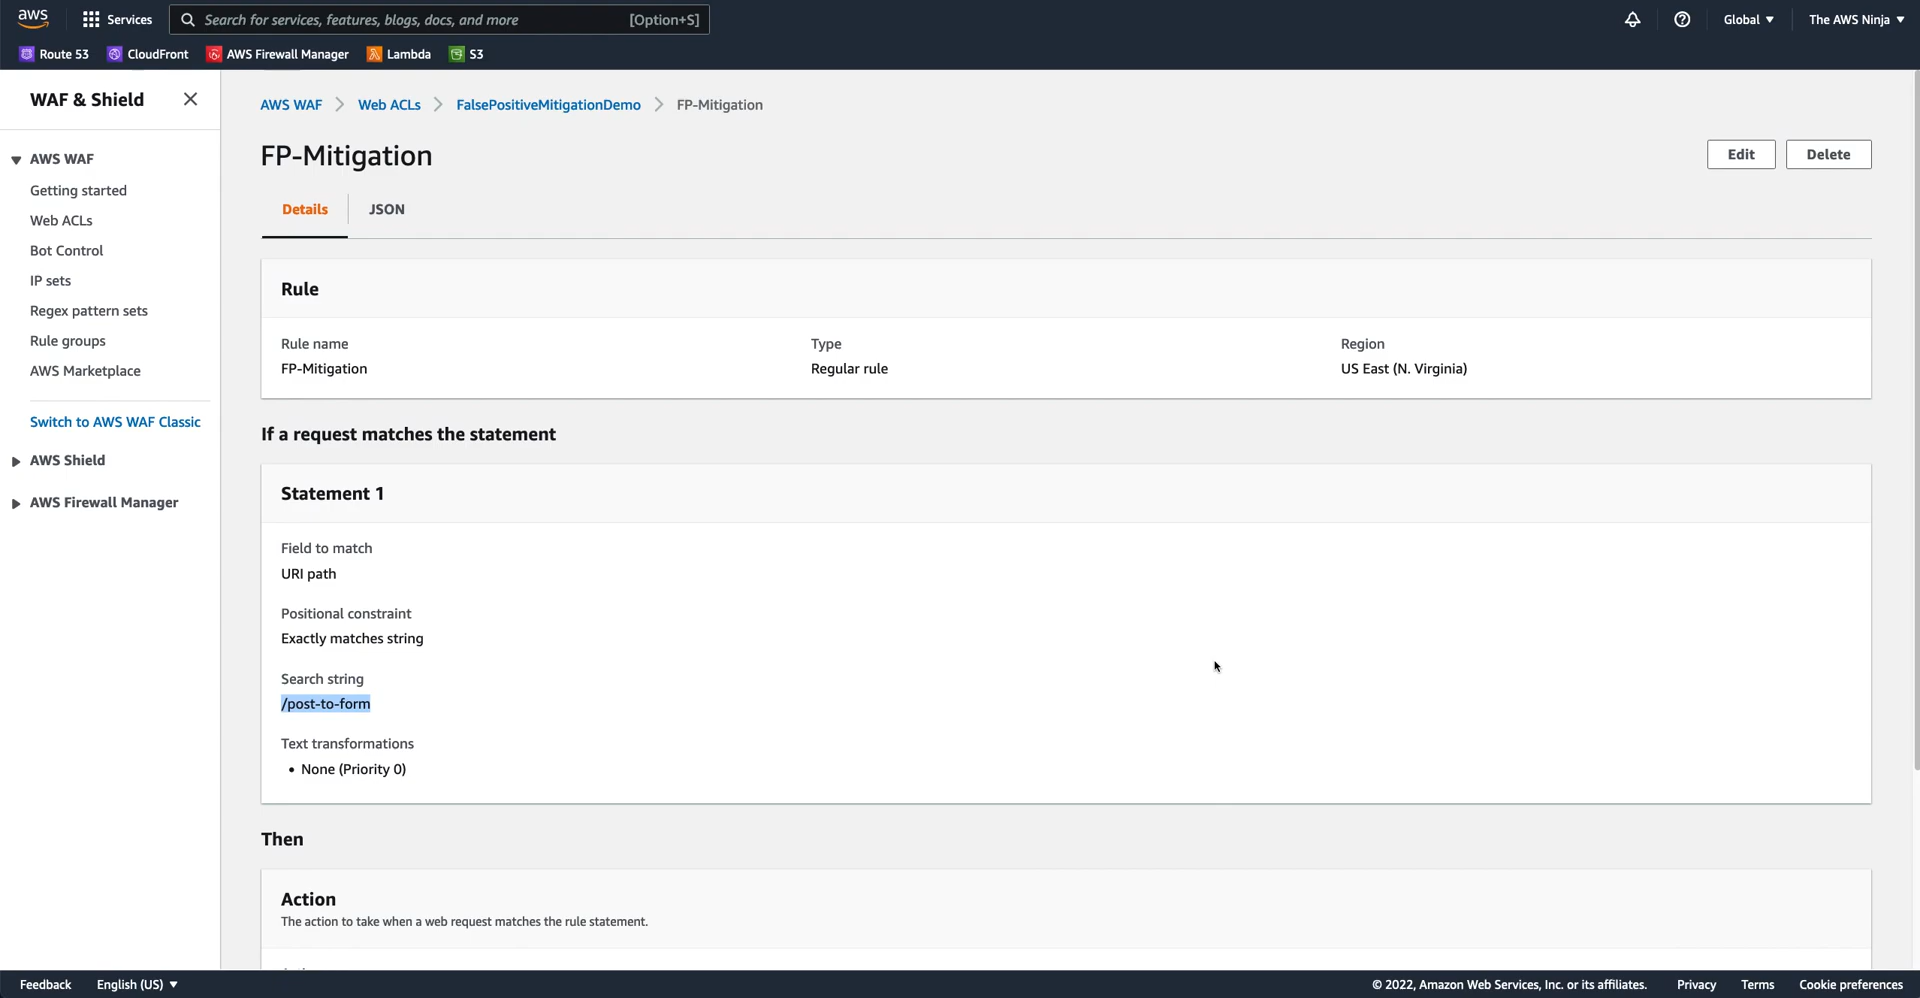 aws
Services
Search for services, features, blogs, docs, and more
[Option+S]
Global
The AWS Ninja
Route 53
CloudFront
AWS Firewall Manager
Lambda
S3
WAF & Shield
AWS WAF
Getting started
Web ACLs
Bot Control
IP sets
Regex pattern sets
Rule groups
AWS Marketplace
Switch to AWS WAF Classic
AWS Shield
AWS Firewall Manager
AWS WAF > Web ACLs > FalsePositiveMitigationDemo > FP-Mitigation
FP-Mitigation
Edit
Delete
Details
JSON
Rule
Rule name
FP-Mitigation
Type
Regular rule
Region
US East (N. Virginia)
If a request matches the statement
Statement 1
Field to match
URI path
Positional constraint
Exactly matches string
Search string
/post-to-form
Text transformations
• None (Priority 0)
Then
Action
The action to take when a web request matches the rule statement.
Feedback
English (US)
© 2022, Amazon Web Services, Inc. or its affiliates.
Privacy
Terms
Cookie preferences